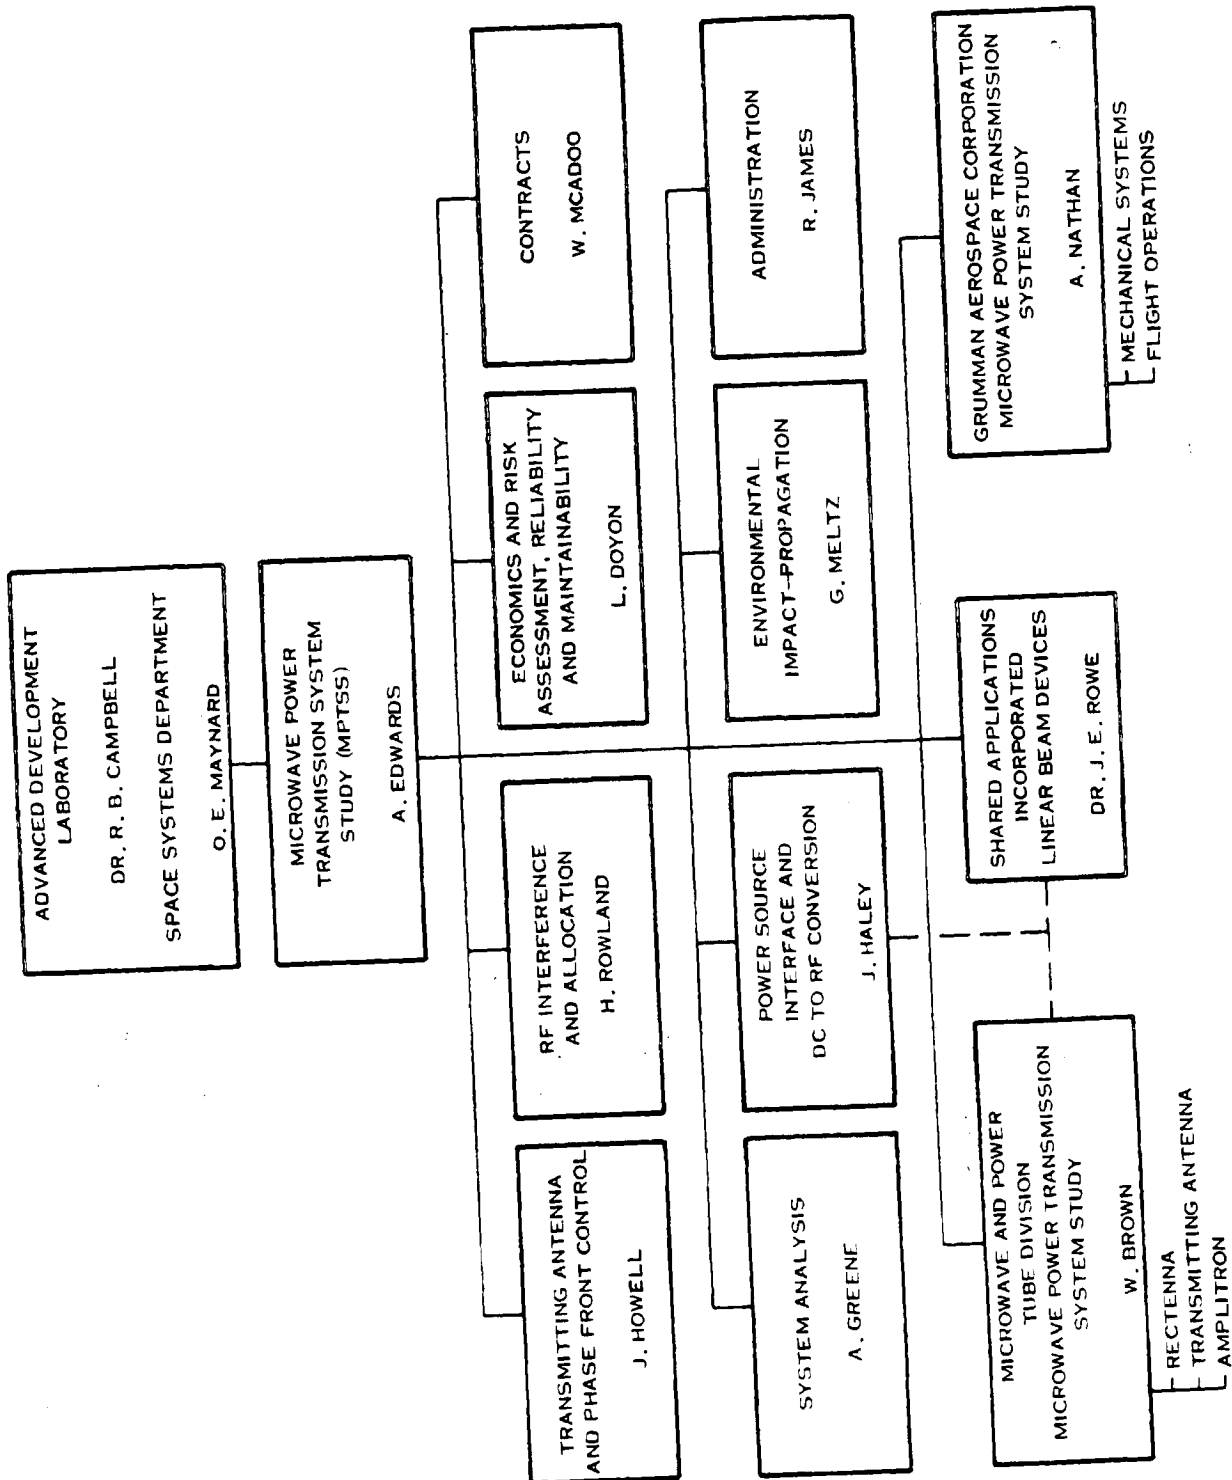 ADVANCED DEVELOPMENT
LABORATORY
DR. R. B. CAMPBELL
SPACE SYSTEMS DEPARTMENT
O. E. MAYNARD
MICROWAVE POWER
TRANSMISSION SYSTEM
STUDY (MPTSS)
A. EDWARDS
TRANSMITTING ANTENNA
AND PHASE FRONT CONTROL
J. HOWELL
RF INTERFERENCE
AND ALLOCATION
H. ROWLAND
ECONOMICS AND RISK
ASSESSMENT, RELIABILITY
AND MAINTAINABILITY
L. DOYON
CONTRACTS
W. MCADOO
SYSTEM ANALYSIS
A. GREENE
POWER SOURCE
INTERFACE AND
DC TO RF CONVERSION
J. HALEY
ENVIRONMENTAL
IMPACT-PROPAGATION
G. MELTZ
ADMINISTRATION
R. JAMES
MICROWAVE AND POWER
TUBE DIVISION
MICROWAVE POWER TRANSMISSION
SYSTEM STUDY
W. BROWN
RECTENNA
TRANSMITTING ANTENNA
AMPLITRON
SHARED APPLICATIONS
INCORPORATED
LINEAR BEAM DEVICES
DR. J. E. ROWE
GRUMMAN AEROSPACE CORPORATION
MICROWAVE POWER TRANSMISSION
SYSTEM STUDY
A. NATHAN
MECHANICAL SYSTEMS
FLIGHT OPERATIONS